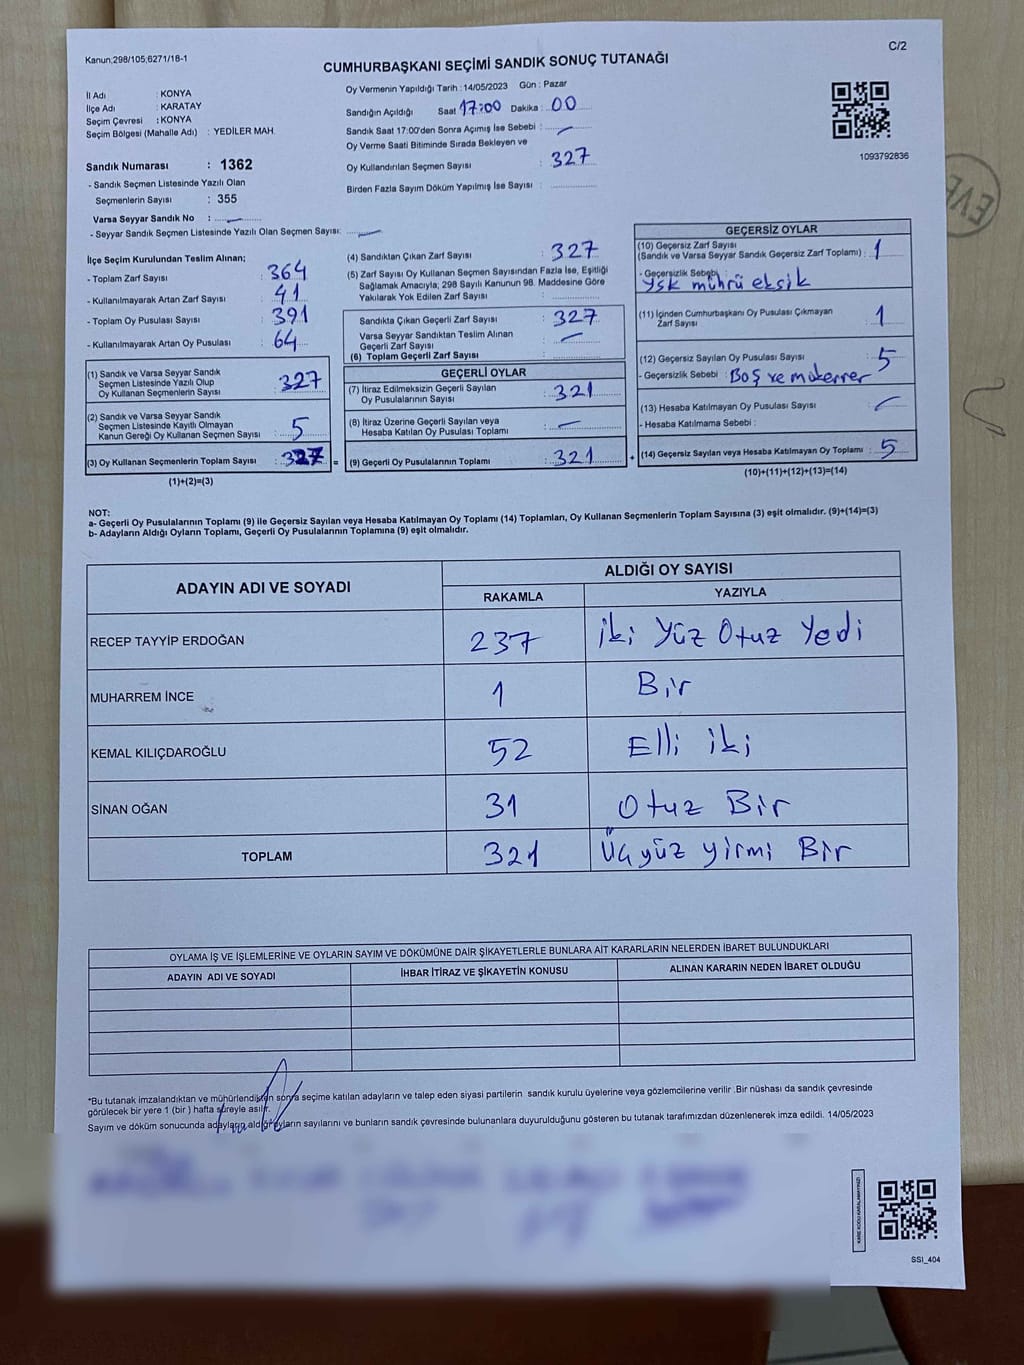 Kanun;298/105;6271/18-1
C/2
CUMHURBAŞKANI SEÇİMİ SANDIK SONUÇ TUTANAĞI
İl Adı : KONYA
İlçe Adı : KARATAY
Seçim Çevresi : KONYA
Seçim Bölgesi (Mahalle Adı) : YEDİLER MAH.
Sandık Numarası : 1362
- Sandık Seçmen Listesinde Yazılı Olan
Seçmenlerin Sayısı : 355
Varsa Seyyar Sandık No :
- Seyyar Sandık Seçmen Listesinde Yazılı Olan Seçmen Sayısı:
Oy Vermenin Yapıldığı Tarih :14/05/2023 Gün : Pazar
Sandığın Açıldığı Saat 17:00 Dakika : 00
Sandık Saat 17:00'den Sonra Açımış İse Sebebi :
Oy Verme Saati Bitiminde Sırada Bekleyen ve
Oy Kullandırılan Seçmen Sayısı : 327
Birden Fazla Sayım Döküm Yapılmış İse Sayısı :
1093792836
İlçe Seçim Kurulundan Teslim Alınan;
- Toplam Zarf Sayısı : 364
- Kullanılmayarak Artan Zarf Sayısı : 41
- Toplam Oy Pusulası Sayısı : 391
- Kullanılmayarak Artan Oy Pusulası : 64
(1) Sandık ve Varsa Seyyar Sandık
Seçmen Listesinde Yazılı Olup
Oy Kullanan Seçmenlerin Sayısı : 327
(2) Sandık ve Varsa Seyyar Sandık
Seçmen Listesinde Kayıtlı Olmayan
Kanun Gereği Oy Kullanan Seçmen Sayısı : 5
(3) Oy Kullanan Seçmenlerin Toplam Sayısı : 327 =
(1)+(2)=(3)
(4) Sandıktan Çıkan Zarf Sayısı : 327
(5) Zarf Sayısı Oy Kullanan Seçmen Sayısından Fazla İse, Eşitliği
Sağlamak Amacıyla; 298 Sayılı Kanunun 98. Maddesine Göre
Yakılarak Yok Edilen Zarf Sayısı :
Sandıkta Çıkan Geçerli Zarf Sayısı : 327
Varsa Seyyar Sandıktan Teslim Alınan
Geçerli Zarf Sayısı :
(6) Toplam Geçerli Zarf Sayısı :
GEÇERLİ OYLAR
(7) İtiraz Edilmeksizin Geçerli Sayılan
Oy Pusulalarının Sayısı : 321
(8) İtiraz Üzerine Geçerli Sayılan veya
Hesaba Katılan Oy Pusulası Toplamı :
(9) Geçerli Oy Pusulalarının Toplamı : 321 +
GEÇERSİZ OYLAR
(10) Geçersiz Zarf Sayısı
(Sandık ve Varsa Seyyar Sandık Geçersiz Zarf Toplamı) : 1
- Geçersizlik Sebebi :
Ysk mührü eksik
(11) İçinden Cumhurbaşkanı Oy Pusulası Çıkmayan
Zarf Sayısı : 1
(12) Geçersiz Sayılan Oy Pusulası Sayısı : 5
- Geçersizlik Sebebi : Boş ve mükerrer
(13) Hesaba Katılmayan Oy Pusulası Sayısı :
- Hesaba Katılmama Sebebi :
(14) Geçersiz Sayılan veya Hesaba Katılmayan Oy Toplamı : 5
(10)+(11)+(12)+(13)=(14)
NOT:
a- Geçerli Oy Pusulalarının Toplamı (9) ile Geçersiz Sayılan veya Hesaba Katılmayan Oy Toplamı (14) Toplamları, Oy Kullanan Seçmenlerin Toplam Sayısına (3) eşit olmalıdır. (9)+(14)=(3)
b- Adayların Aldığı Oyların Toplamı, Geçerli Oy Pusulalarının Toplamına (9) eşit olmalıdır.
ADAYIN ADI VE SOYADI
ALDIĞI OY SAYISI
RAKAMLA YAZIYLA
RECEP TAYYİP ERDOĞAN 237 iki Yüz Otuz Yedi
MUHARREM İNCE 1 Bir
KEMAL KILIÇDAROĞLU 52 Elli iki
SİNAN OĞAN 31 Otuz Bir
TOPLAM 321 Üçyüz yirmi Bir
OYLAMA İŞ VE İŞLEMLERİNE VE OYLARIN SAYIM VE DÖKÜMÜNE DAİR ŞİKAYETLERLE BUNLARA AİT KARARLARIN NELERDEN İBARET BULUNDUKLARI
ADAYIN ADI VE SOYADI İHBAR İTİRAZ VE ŞİKAYETİN KONUSU ALINAN KARARIN NEDEN İBARET OLDUĞU
*Bu tutanak imzalandıktan ve mühürlendikten sonra seçime katılan adayların ve talep eden siyasi partilerin sandık kurulu üyelerine veya gözlemcilerine verilir .Bir nüshası da sandık çevresinde
görülecek bir yere 1 (bir ) hafta süreyle asılır.
Sayım ve döküm sonucunda adayların aldığı oyların sayılarını ve bunların sandık çevresinde bulunanlara duyurulduğunu gösteren bu tutanak tarafımızdan düzenlenerek imza edildi. 14/05/2023
KARE KODU KARALAMAYINIZ!
SSI_404